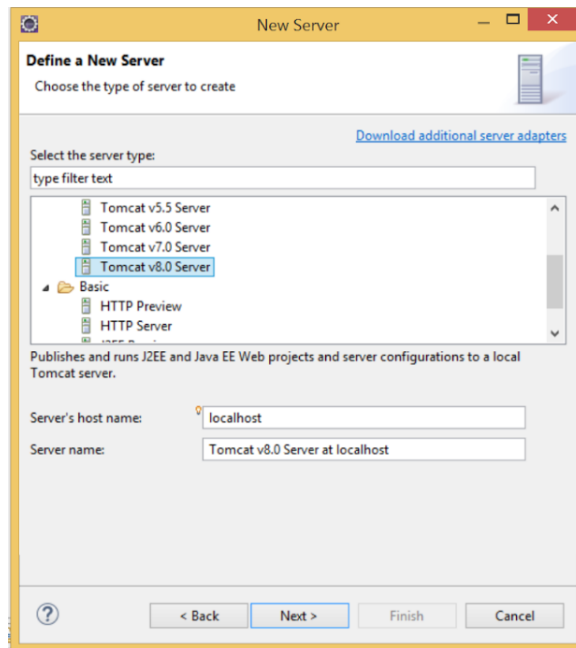 New Server
Define a New Server
Choose the type of server to create
Download additional server adapters
Select the server type:
type filter text
Tomcat v5.5 Server
Tomcat v6.0 Server
Tomcat v7.0 Server
Tomcat v8.0 Server
Basic
HTTP Preview
HTTP Server
Publishes and runs J2EE and Java EE Web projects and server configurations to a local
Tomcat server.
Server's host name: localhost
Server name: Tomcat v8.0 Server at localhost
< Back Next > Finish Cancel